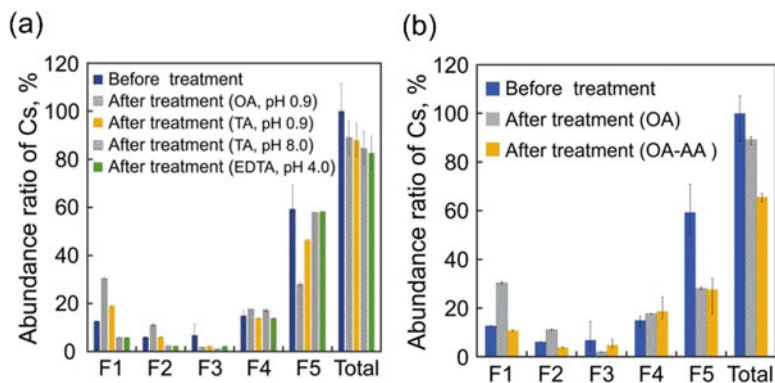 (a)
Abundance ratio of Cs, %
120
100
80
60
40
20
0
Before treatment
After treatment (OA, pH 0.9)
After treatment (TA, pH 0.9)
After treatment (TA, pH 8.0)
After treatment (EDTA, pH 4.0)
F1 F2 F3 F4 F5 Total
(b)
Abundance ratio of Cs, %
120
100
80
60
40
20
0
Before treatment
After treatment (OA)
After treatment (OA-AA )
F1 F2 F3 F4 F5 Total